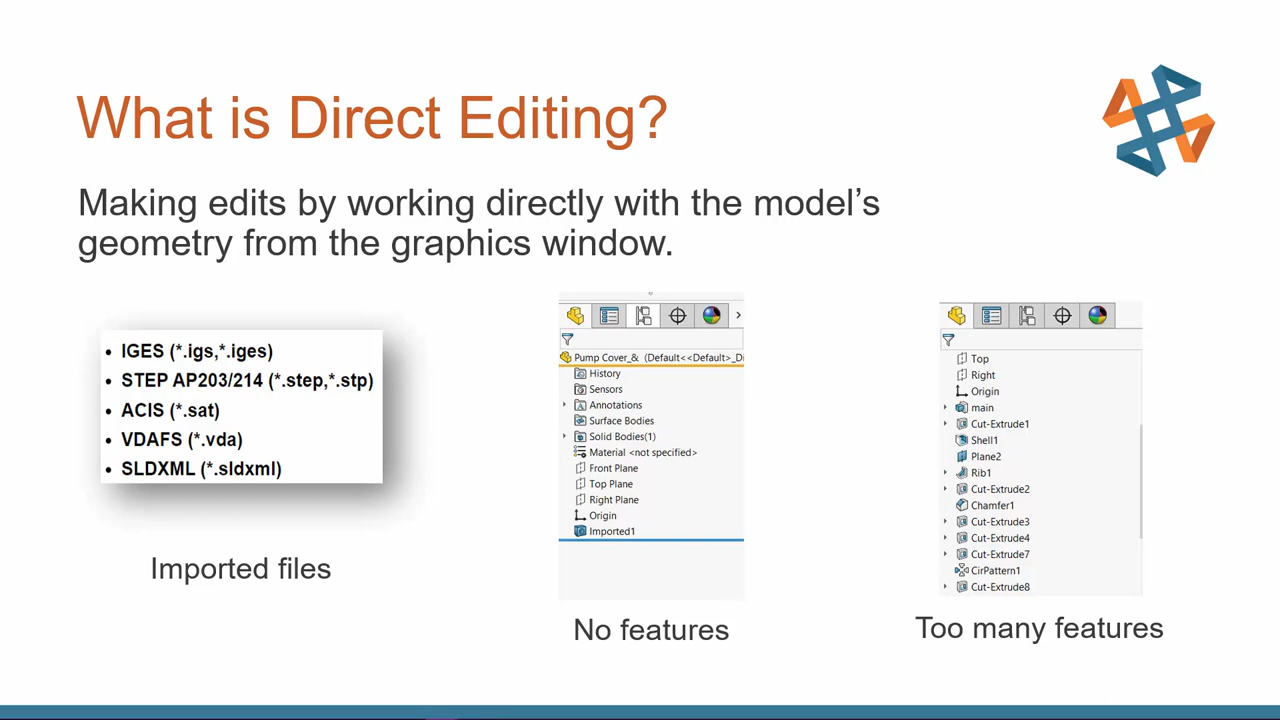 What is Direct Editing?
Making edits by working directly with the model’s
geometry from the graphics window.
• IGES (*.igs,*.iges)
• STEP AP203/214 (*.step,*.stp)
• ACIS (*.sat)
• VDAFS (*.vda)
• SLDXML (*.sldxml)
Imported files
Pump Cover_& (Default<<Default>_Di
History
Sensors
Annotations
Surface Bodies
Solid Bodies(1)
Material <not specified>
Front Plane
Top Plane
Right Plane
Origin
Imported1
No features
Top
Right
Origin
main
Cut-Extrude1
Shell1
Plane2
Rib1
Cut-Extrude2
Chamfer1
Cut-Extrude3
Cut-Extrude4
Cut-Extrude7
CirPattern1
Cut-Extrude8
Too many features